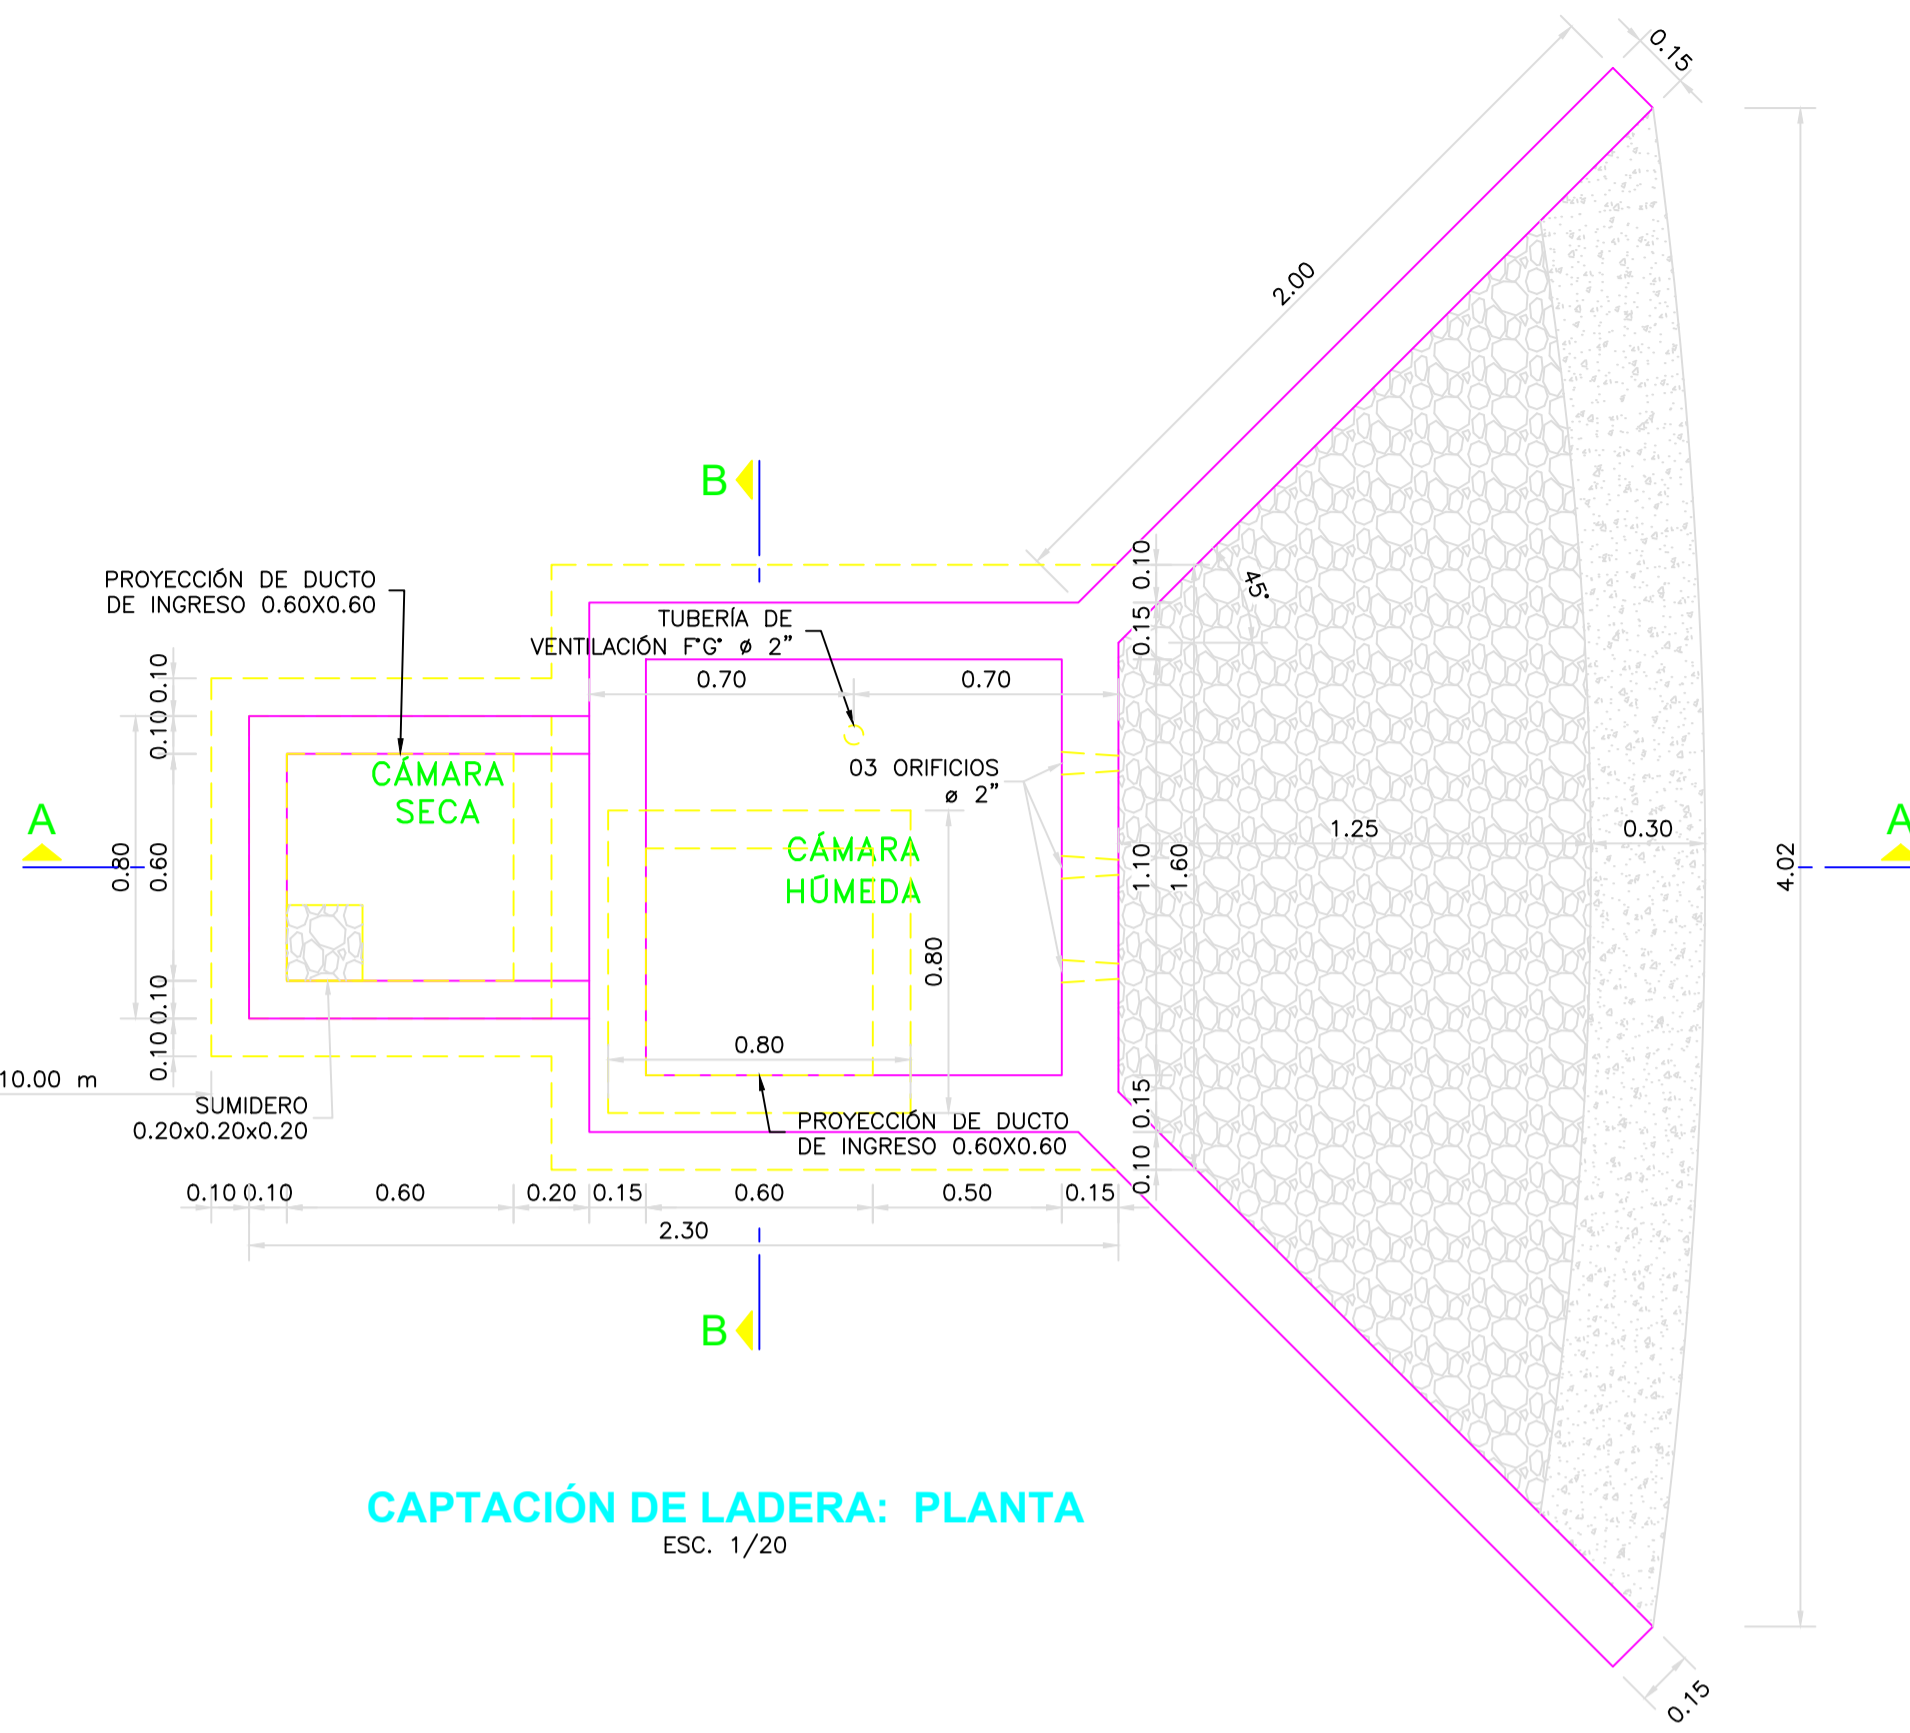 0.15
2.00
B
0.10
45°
PROYECCIÓN DE DUCTO
DE INGRESO 0.60X0.60
TUBERÍA DE
VENTILACIÓN F°G° ø 2”
0.15
0.10
0.70
0.70
0.10
03 ORIFICIOS
ø 2”
CÁMARA
SECA
A
A
1.25
0.30
CÁMARA
HÚMEDA
0.80
0.60
1.10
1.60
4.02
0.80
0.10
0.80
0.10
10.00 m
SUMIDERO
0.20x0.20x0.20
0.15
PROYECCIÓN DE DUCTO
DE INGRESO 0.60X0.60
0.10
0.10 0.10 0.60 0.20 0.15 0.60 0.50 0.15
2.30
B
CAPTACIÓN DE LADERA: PLANTA
ESC. 1/20
0.15